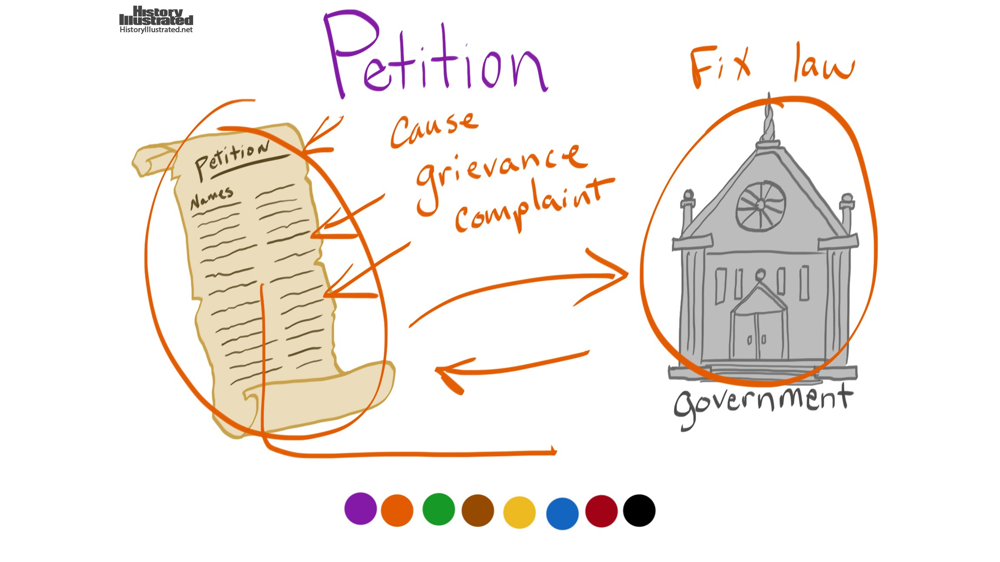 History
Illustrated
HistoryIllustrated.net
Petition
Fix law
Cause
grievance
complaint
Petition
Names
government